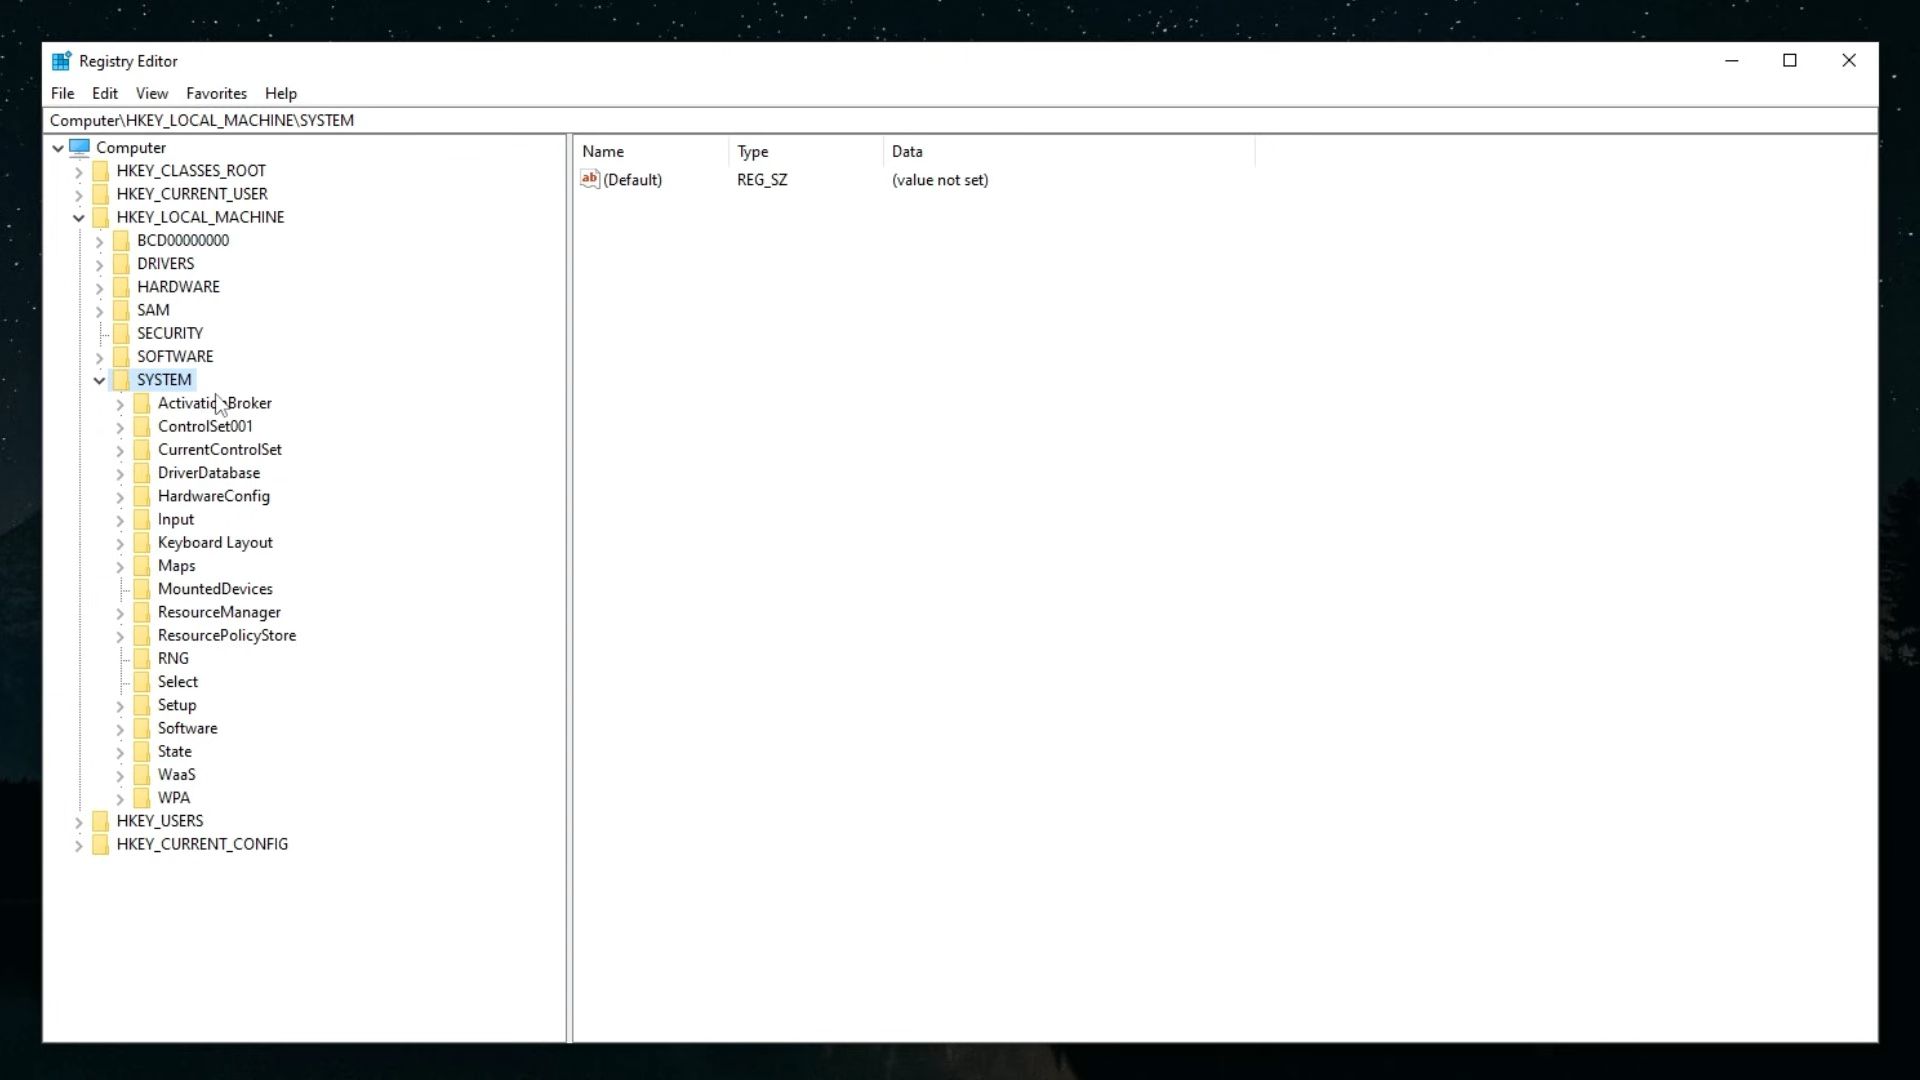 Registry Editor
File Edit View Favorites Help
Computer\HKEY_LOCAL_MACHINE\SYSTEM
Computer
HKEY_CLASSES_ROOT
HKEY_CURRENT_USER
HKEY_LOCAL_MACHINE
BCD00000000
DRIVERS
HARDWARE
SAM
SECURITY
SOFTWARE
SYSTEM
ActivationBroker
ControlSet001
CurrentControlSet
DriverDatabase
HardwareConfig
Input
Keyboard Layout
Maps
MountedDevices
ResourceManager
ResourcePolicyStore
RNG
Select
Setup
Software
State
WaaS
WPA
HKEY_USERS
HKEY_CURRENT_CONFIG
Name Type Data
ab (Default) REG_SZ (value not set)